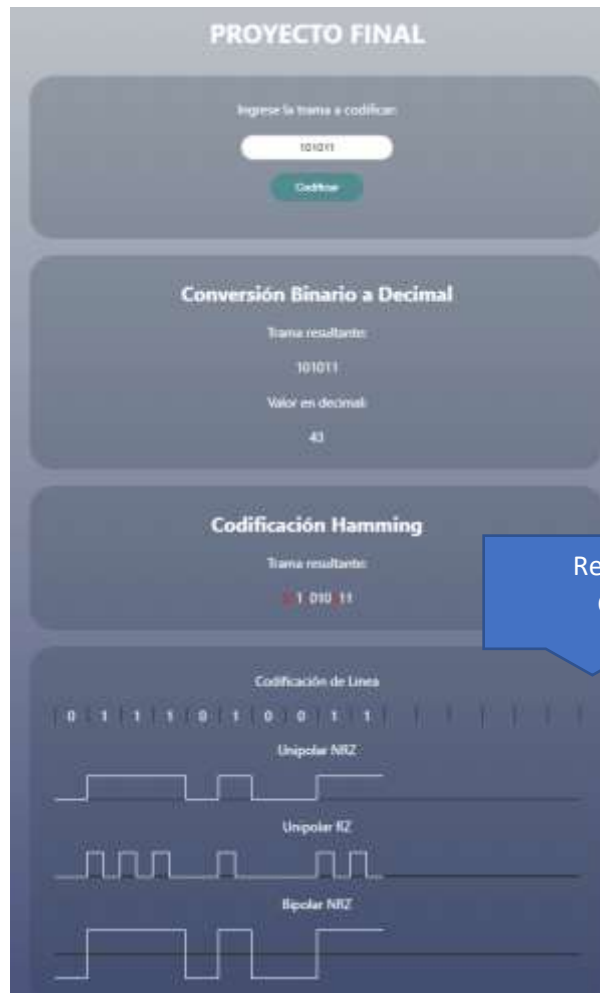 PROYECTO FINAL
Ingrese la trama a codificar:
101011
Codificar
Conversión Binario a Decimal
Trama resultante:
101011
Valor en decimal:
43
Codificación Hamming
Trama resultante:
1 010 11
Re
Codificación de Linea
0 1 1 1 0 1 0 0 1 1
Unipolar NRZ
Unipolar RZ
Bipolar NRZ